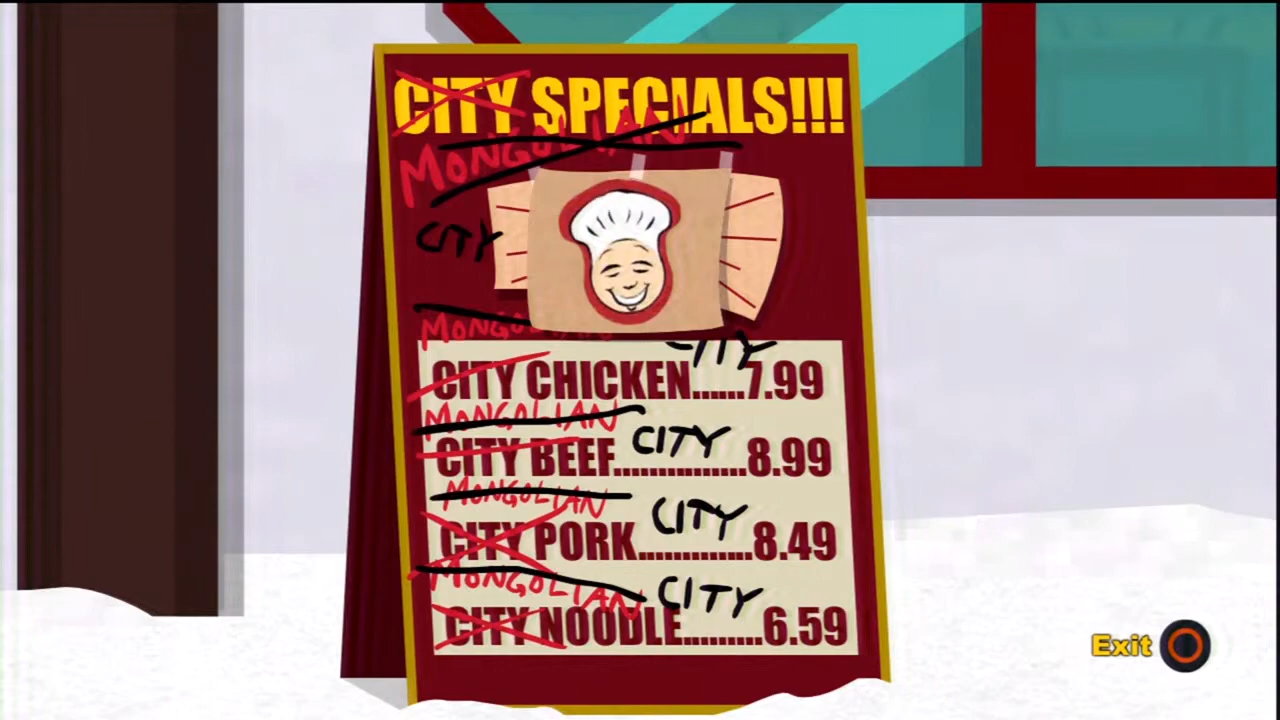 CITY SPECIALS!!!
MONGOLIAN
CITY
MONGOLIAN
CITY
CITY CHICKEN......7.99
MONGOLIAN
CITY
CITY BEEF...............8.99
MONGOLIAN
CITY
CITY PORK.............8.49
MONGOLIAN
CITY
CITY NOODLE.........6.59
Exit